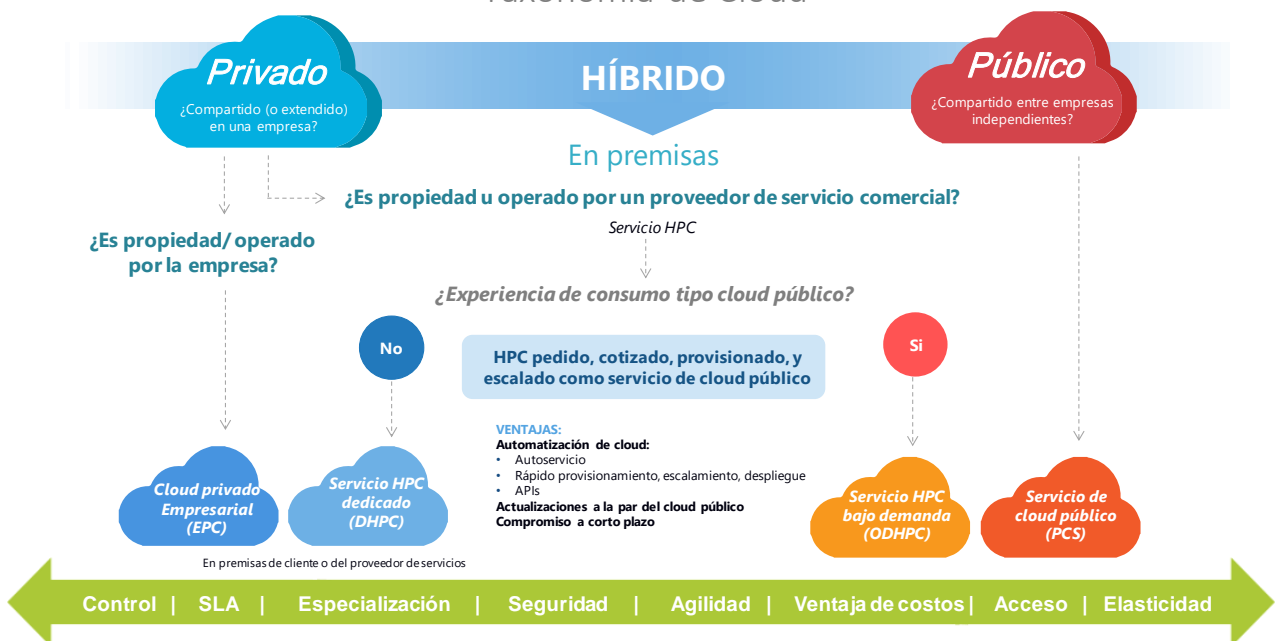 Taxonomía de Cloud
Privado
¿Compartido (o extendido)
en una empresa?
HÍBRIDO
Público
¿Compartido entre empresas
independientes?
En premisas
¿Es propiedad u operado por un proveedor de servicio comercial?
Servicio HPC
¿Es propiedad/ operado
por la empresa?
¿Experiencia de consumo tipo cloud público?
No
HPC pedido, cotizado, provisionado, y
escalado como servicio de cloud público
Si
VENTAJAS:
Automatización de cloud:
• Autoservicio
• Rápido provisionamiento, escalamiento, despliegue
• APIs
Actualizaciones a la par del cloud público
Compromiso a corto plazo
Cloud privado
Empresarial
(EPC)
Servicio HPC
dedicado
(DHPC)
Servicio HPC
bajo demanda
(ODHPC)
Servicio de
cloud público
(PCS)
En premisas de cliente o del proveedor de servicios
Control | SLA | Especialización | Seguridad | Agilidad | Ventaja de costos | Acceso | Elasticidad